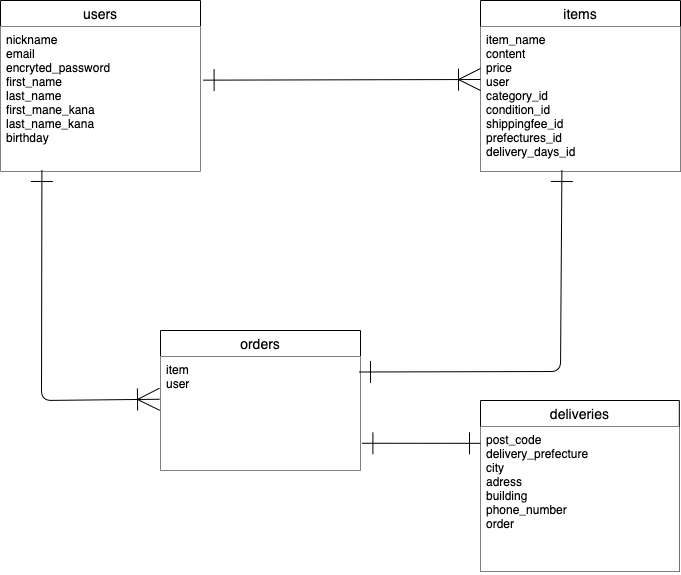 users
nickname
email
encryted_password
first_name
last_name
first_mane_kana
last_name_kana
birthday
items
item_name
content
price
user
category_id
condition_id
shippingfee_id
prefectures_id
delivery_days_id
orders
item
user
deliveries
post_code
delivery_prefecture
city
adress
building
phone_number
order